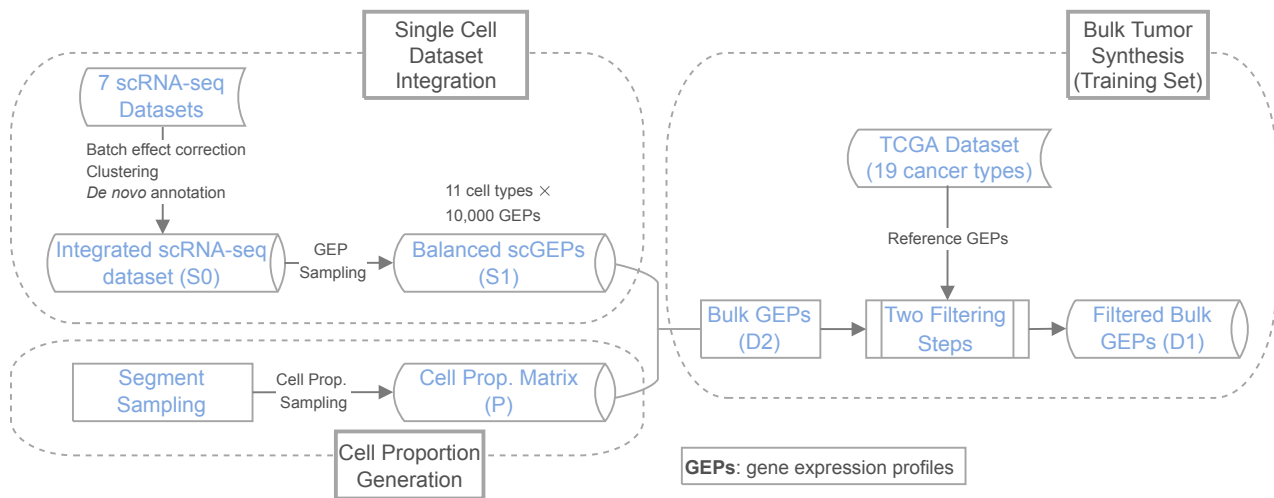 Single Cell
Dataset
Integration
7 scRNA-seq
Datasets
Batch effect correction
Clustering
De novo annotation
11 cell types ×
10,000 GEPs
Integrated scRNA-seq
dataset (S0)
GEP
Sampling
Balanced scGEPs
(S1)
Segment
Sampling
Cell Prop.
Sampling
Cell Prop. Matrix
(P)
Cell Proportion
Generation
Bulk Tumor
Synthesis
(Training Set)
TCGA Dataset
(19 cancer types)
Reference GEPs
Bulk GEPs
(D2)
Two Filtering
Steps
Filtered Bulk
GEPs (D1)
GEPs: gene expression profiles